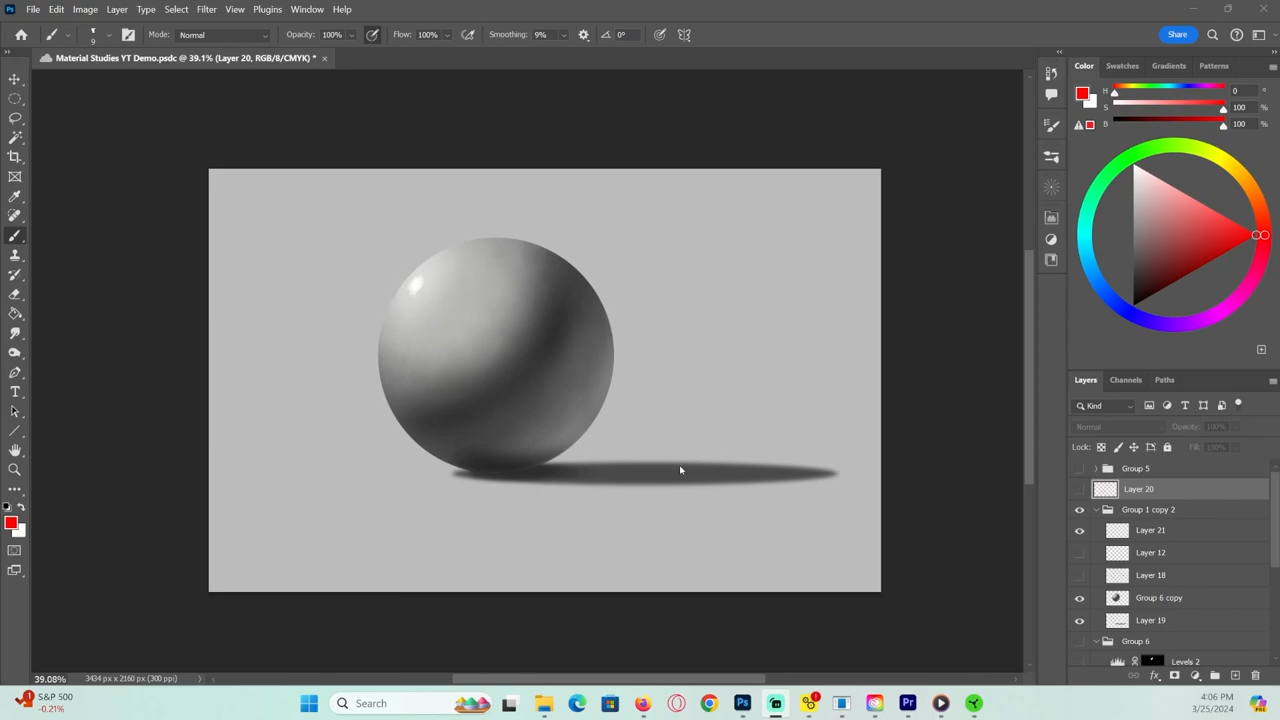 Ps File Edit Image Layer Type Select Filter View Plugins Window Help
9 Mode: Normal Opacity: 100% Flow: 100% Smoothing: 9% 0° Share
Material Studies YT Demo.psdc @ 39.1% (Layer 20, RGB/8/CMYK) * ×
Color Swatches Gradients Patterns
H 0 °
S 100 %
B 100 %
Layers Channels Paths
Kind
Normal Opacity: 100%
Lock: Fill: 100%
Group 5
Layer 20
Group 1 copy 2
Layer 21
Layer 12
Layer 18
Group 6 copy
Layer 19
Group 6
Levels 2
39.08% 3434 px x 2160 px (300 ppi)
S&P 500
-0.21%
Search
4:06 PM
3/25/2024